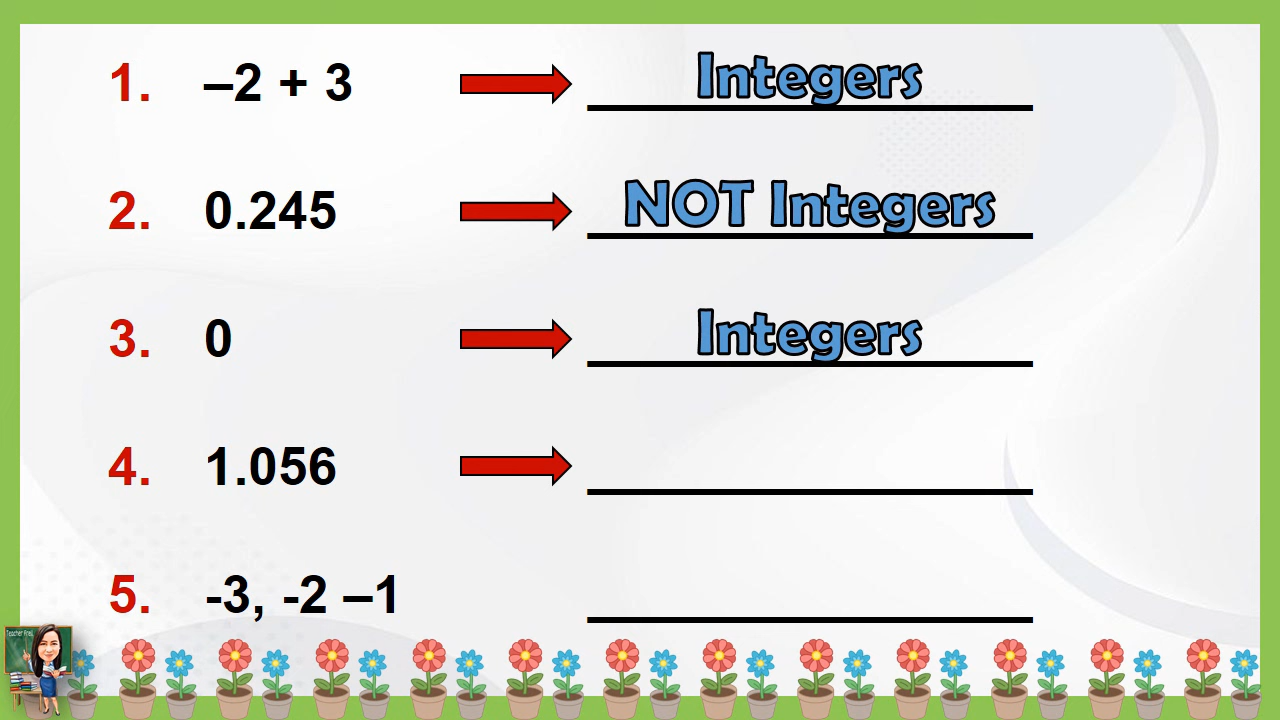 1. –2 + 3 Integers
2. 0.245 NOT Integers
3. 0 Integers
4. 1.056
5. -3, -2 –1